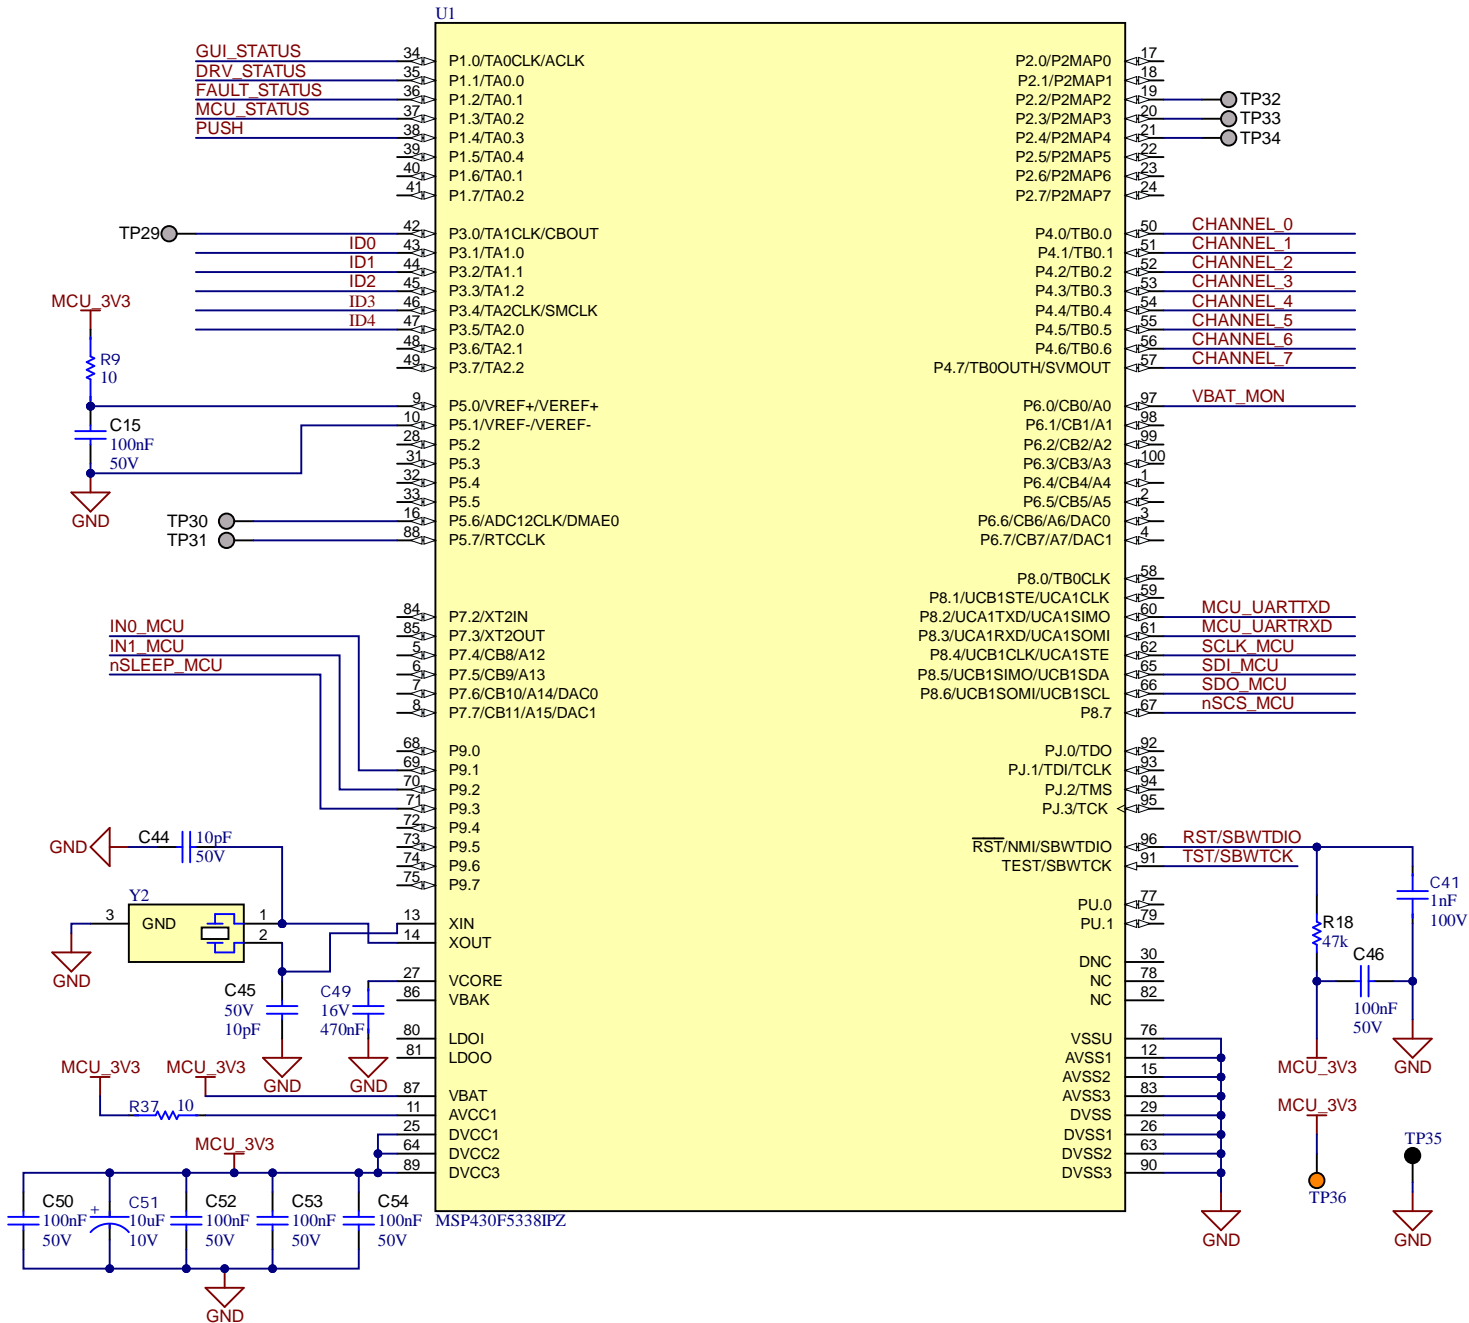 U1
GUI_STATUS 34 P1.0/TA0CLK/ACLK P2.0/P2MAP0 17
DRV_STATUS 35 P1.1/TA0.0 P2.1/P2MAP1 18
FAULT_STATUS 36 P1.2/TA0.1 P2.2/P2MAP2 19 TP32
MCU_STATUS 37 P1.3/TA0.2 P2.3/P2MAP3 20 TP33
PUSH 38 P1.4/TA0.3 P2.4/P2MAP4 21 TP34
39 P1.5/TA0.4 P2.5/P2MAP5 22
40 P1.6/TA0.1 P2.6/P2MAP6 23
41 P1.7/TA0.2 P2.7/P2MAP7 24
TP29 42 P3.0/TA1CLK/CBOUT P4.0/TB0.0 50 CHANNEL_0
ID0 43 P3.1/TA1.0 P4.1/TB0.1 51 CHANNEL_1
ID1 44 P3.2/TA1.1 P4.2/TB0.2 52 CHANNEL_2
ID2 45 P3.3/TA1.2 P4.3/TB0.3 53 CHANNEL_3
MCU_3V3 ID3 46 P3.4/TA2CLK/SMCLK P4.4/TB0.4 54 CHANNEL_4
ID4 47 P3.5/TA2.0 P4.5/TB0.5 55 CHANNEL_5
48 P3.6/TA2.1 P4.6/TB0.6 56 CHANNEL_6
R9 49 P3.7/TA2.2 P4.7/TB0OUTH/SVMOUT 57 CHANNEL_7
10
9 P5.0/VREF+/VEREF+ P6.0/CB0/A0 97 VBAT_MON
C15 10 P5.1/VREF-/VEREF- P6.1/CB1/A1 98
100nF 28 P5.2 P6.2/CB2/A2 99
50V 31 P5.3 P6.3/CB3/A3 100
32 P5.4 P6.4/CB4/A4 1
33 P5.5 P6.5/CB5/A5 2
GND TP30 16 P5.6/ADC12CLK/DMAE0 P6.6/CB6/A6/DAC0 3
TP31 88 P5.7/RTCCLK P6.7/CB7/A7/DAC1 4
P8.0/TB0CLK 58
P8.1/UCB1STE/UCA1CLK 59
84 P7.2/XT2IN P8.2/UCA1TXD/UCA1SIMO 60 MCU_UARTTXD
IN0_MCU 85 P7.3/XT2OUT P8.3/UCA1RXD/UCA1SOMI 61 MCU_UARTRXD
IN1_MCU 5 P7.4/CB8/A12 P8.4/UCB1CLK/UCA1STE 62 SCLK_MCU
nSLEEP_MCU 6 P7.5/CB9/A13 P8.5/UCB1SIMO/UCB1SDA 65 SDI_MCU
7 P7.6/CB10/A14/DAC0 P8.6/UCB1SOMI/UCB1SCL 66 SDO_MCU
8 P7.7/CB11/A15/DAC1 P8.7 67 nSCS_MCU
68 P9.0 PJ.0/TDO 92
69 P9.1 PJ.1/TDI/TCLK 93
70 P9.2 PJ.2/TMS 94
71 P9.3 PJ.3/TCK 95
72 P9.4
GND C44 10pF 73 P9.5 RST/NMI/SBWTDIO 96 RST/SBWTDIO
50V 74 P9.6 TEST/SBWTCK 91 TST/SBWTCK
75 P9.7 C41
Y2 1nF
PU.0 77
3 GND 1 13 XIN PU.1 79 R18 100V
2 14 XOUT 47k
DNC 30 C46
GND 27 VCORE NC 78
C45 C49 86 VBAK NC 82
50V 16V 100nF
10pF 470nF 50V
80 LDOI VSSU 76
81 LDOO AVSS1 12
MCU_3V3 MCU_3V3 GND GND AVSS2 15 MCU_3V3 GND
87 VBAT AVSS3 83
R37 10 11 AVCC1 DVSS 29 MCU_3V3
25 DVCC1 DVSS1 26
MCU_3V3 64 DVCC2 DVSS2 63 TP35
89 DVCC3 DVSS3 90
C50 C51 C52 C53 C54 TP36
100nF + 10uF 100nF 100nF 100nF MSP430F5338IPZ
50V 10V 50V 50V 50V GND GND
GND